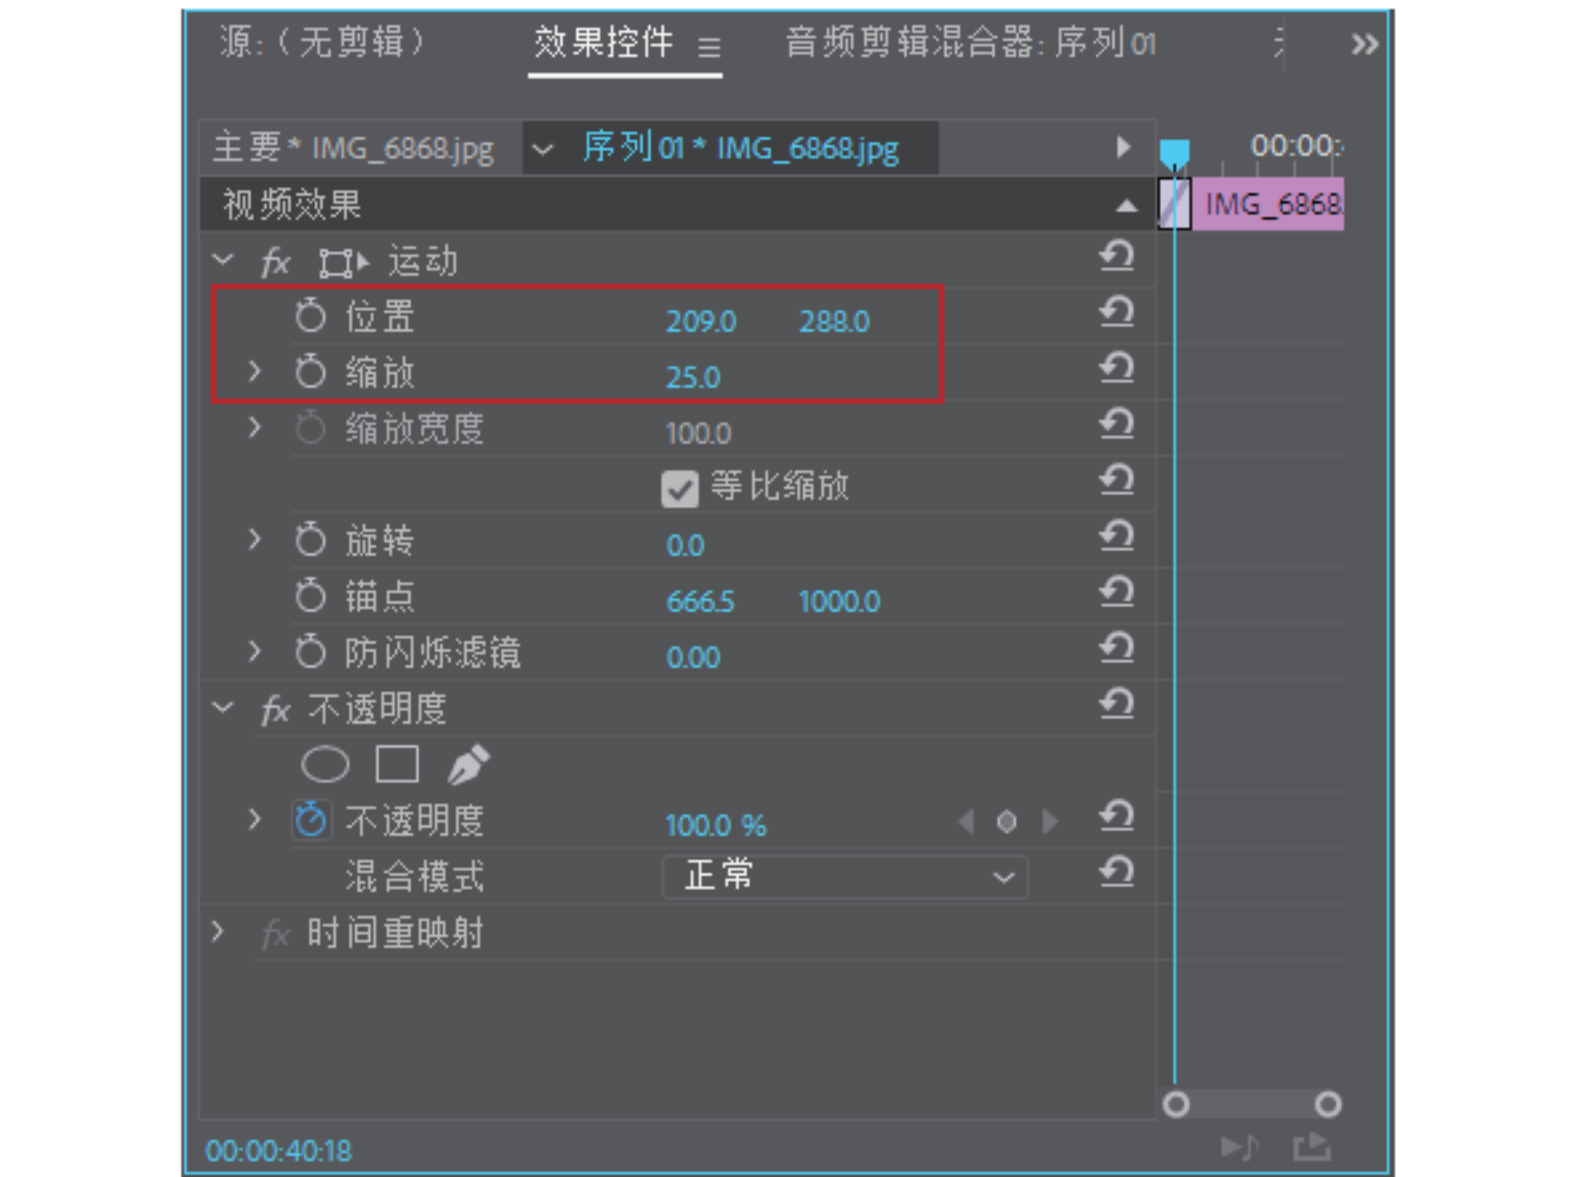 源:（无剪辑） 效果控件 音频剪辑混合器: 序列 01
主要* IMG_6868.jpg 序列 01 * IMG_6868.jpg 00:00:
视频效果 IMG_6868.
fx 运动
位置 209.0 288.0
缩放 25.0
缩放宽度 100.0
等比缩放
旋转 0.0
锚点 666.5 1000.0
防闪烁滤镜 0.00
fx 不透明度
不透明度 100.0 %
混合模式 正常
fx 时间重映射
00:00:40:18